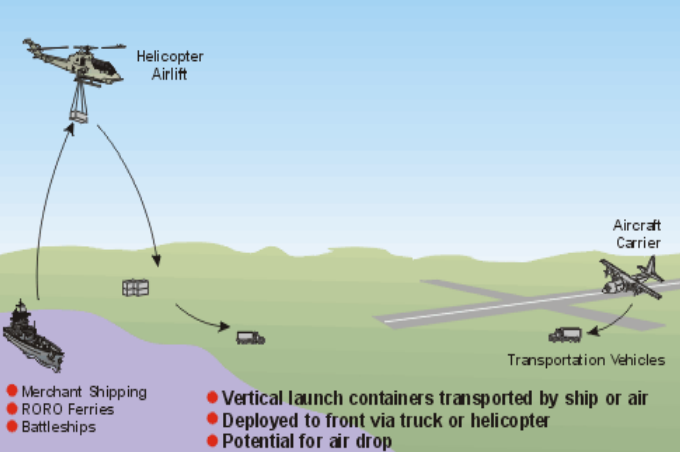 Helicopter
Airlift
Aircraft
Carrier
Transportation Vehicles
Merchant Shipping
RORO Ferries
Battleships
Vertical launch containers transported by ship or air
Deployed to front via truck or helicopter
Potential for air drop